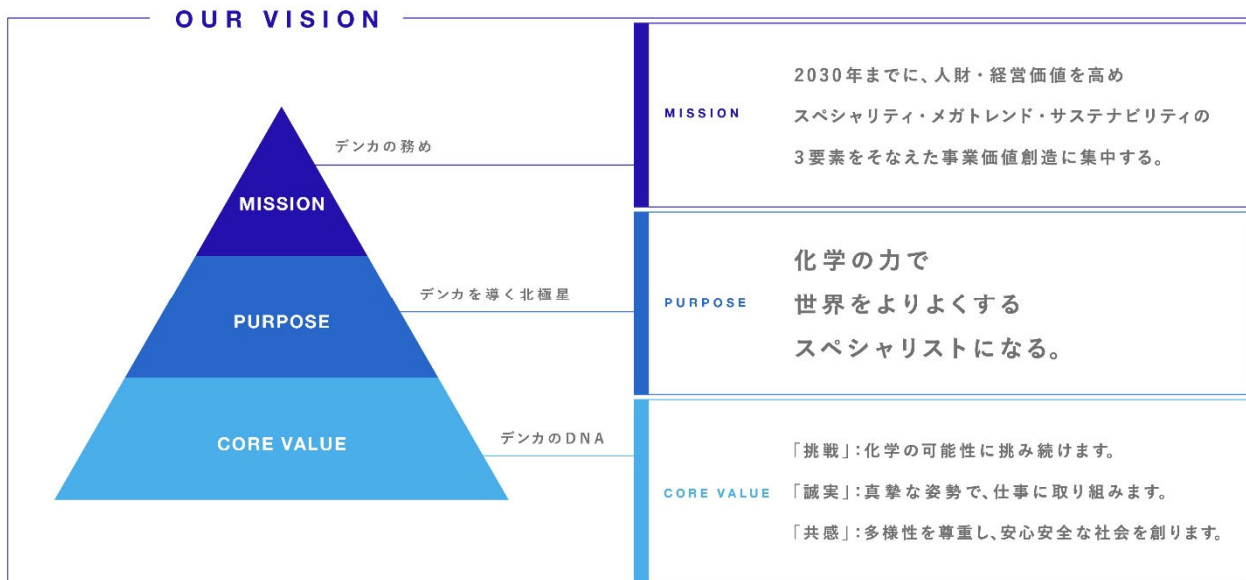 OUR VISION
デンカの務め
MISSION
デンカを導く北極星
PURPOSE
デンカのDNA
CORE VALUE
MISSION
2030年までに、人財・経営価値を高め
スペシャリティ・メガトレンド・サステナビリティの
3要素をそなえた事業価値創造に集中する。
PURPOSE
化学の力で
世界をよりよくする
スペシャリストになる。
CORE VALUE
「挑戦」:化学の可能性に挑み続けます。
「誠実」:真摯な姿勢で、仕事に取り組みます。
「共感」:多様性を尊重し、安心安全な社会を創ります。